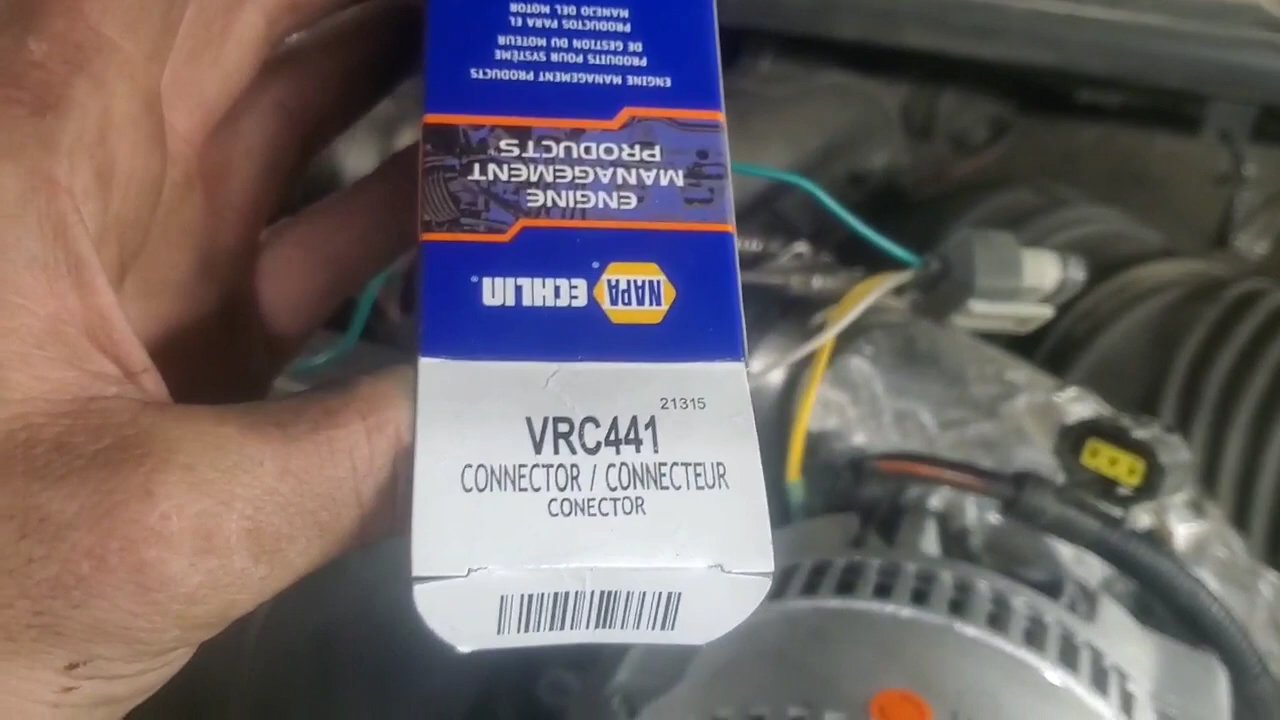 MANEJO DEL MOTOR
PRODUCTOS PARA EL
DE GESTION DU MOTEUR
PRODUITS POUR SYSTÈME
ENGINE MANAGEMENT PRODUCTS
ENGINE
MANAGEMENT
PRODUCTS
NAPA ECHLIN
21315
VRC441
CONNECTOR / CONNECTEUR
CONECTOR